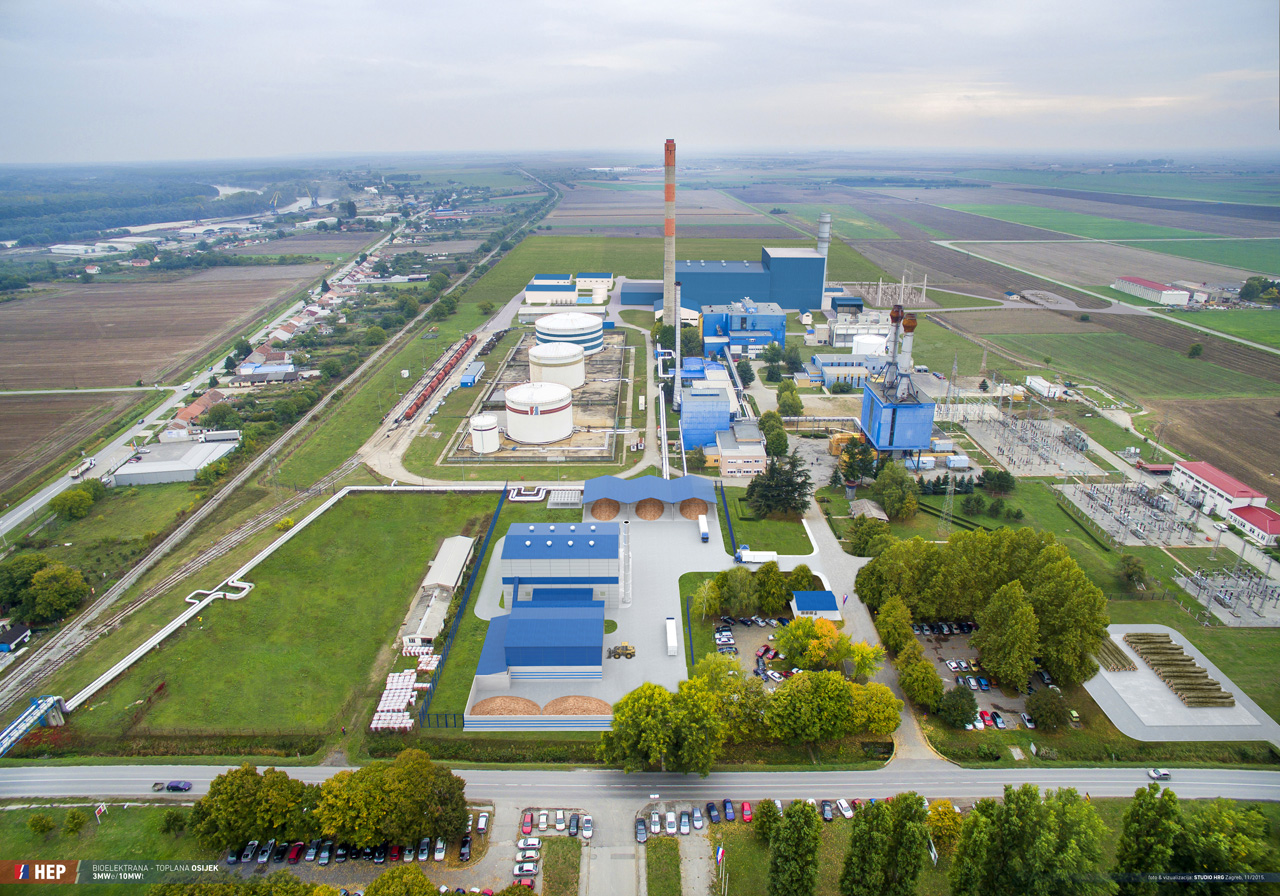 HEP
BIOELEKTRANA - TOPLANA OSIJEK
3MWe/10MWt
foto & vizualizacija: STUDIO HRG Zagreb, 11/2015